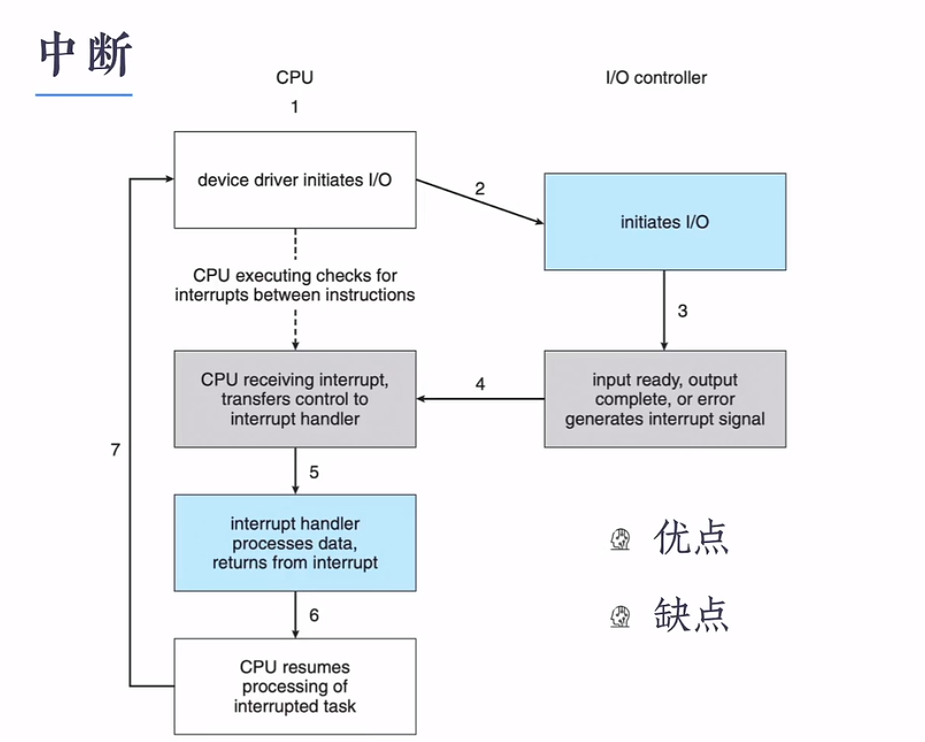 中断
CPU
I/O controller
1
device driver initiates I/O
2
initiates I/O
CPU executing checks for
interrupts between instructions
3
CPU receiving interrupt,
transfers control to
interrupt handler
4
input ready, output
complete, or error
generates interrupt signal
7
5
interrupt handler
processes data,
returns from interrupt
优点
缺点
6
CPU resumes
processing of
interrupted task